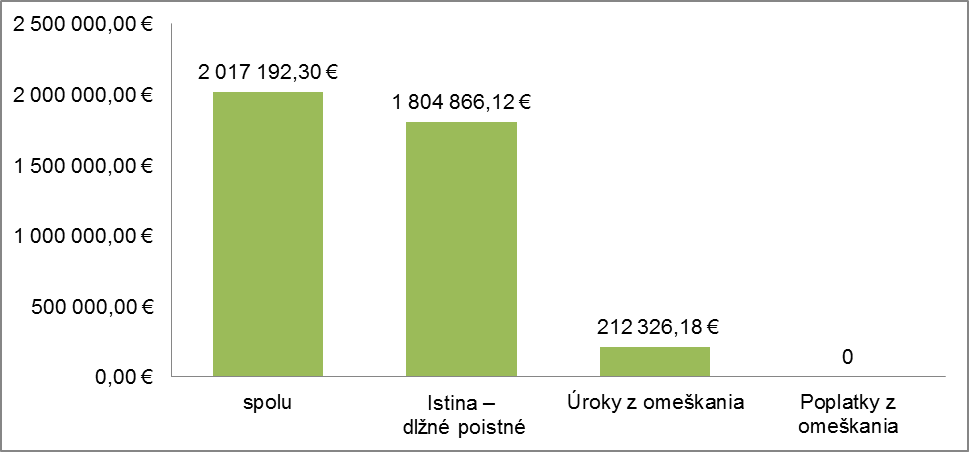 2 500 000,00 €
2 000 000,00 €
1 500 000,00 €
1 000 000,00 €
500 000,00 €
0,00 €
2 017 192,30 €
1 804 866,12 €
212 326,18 €
0
spolu
Istina –
dlžné poistné
Úroky z omeškania
Poplatky z
omeškania